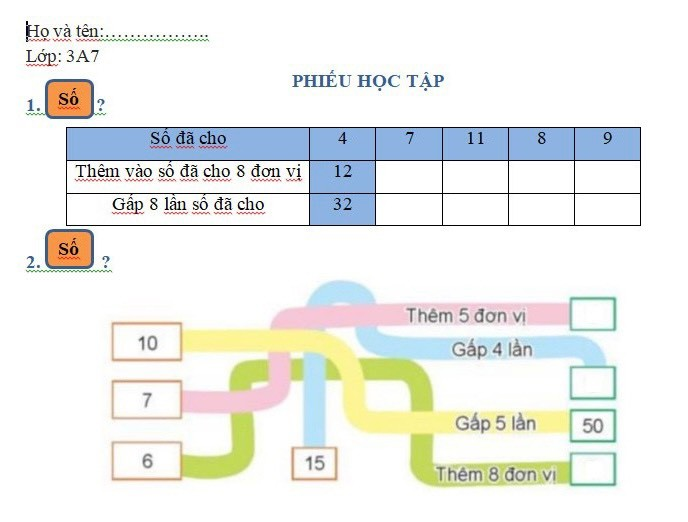 Họ và tên:……………..
Lớp: 3A7
PHIẾU HỌC TẬP
1. Số ?
Số đã cho 4 7 11 8 9
Thêm vào số đã cho 8 đơn vị 12
Gấp 8 lần số đã cho 32
2. Số ?
Thêm 5 đơn vị
10 Gấp 4 lần
7
Gấp 5 lần 50
6 15
Thêm 8 đơn vị